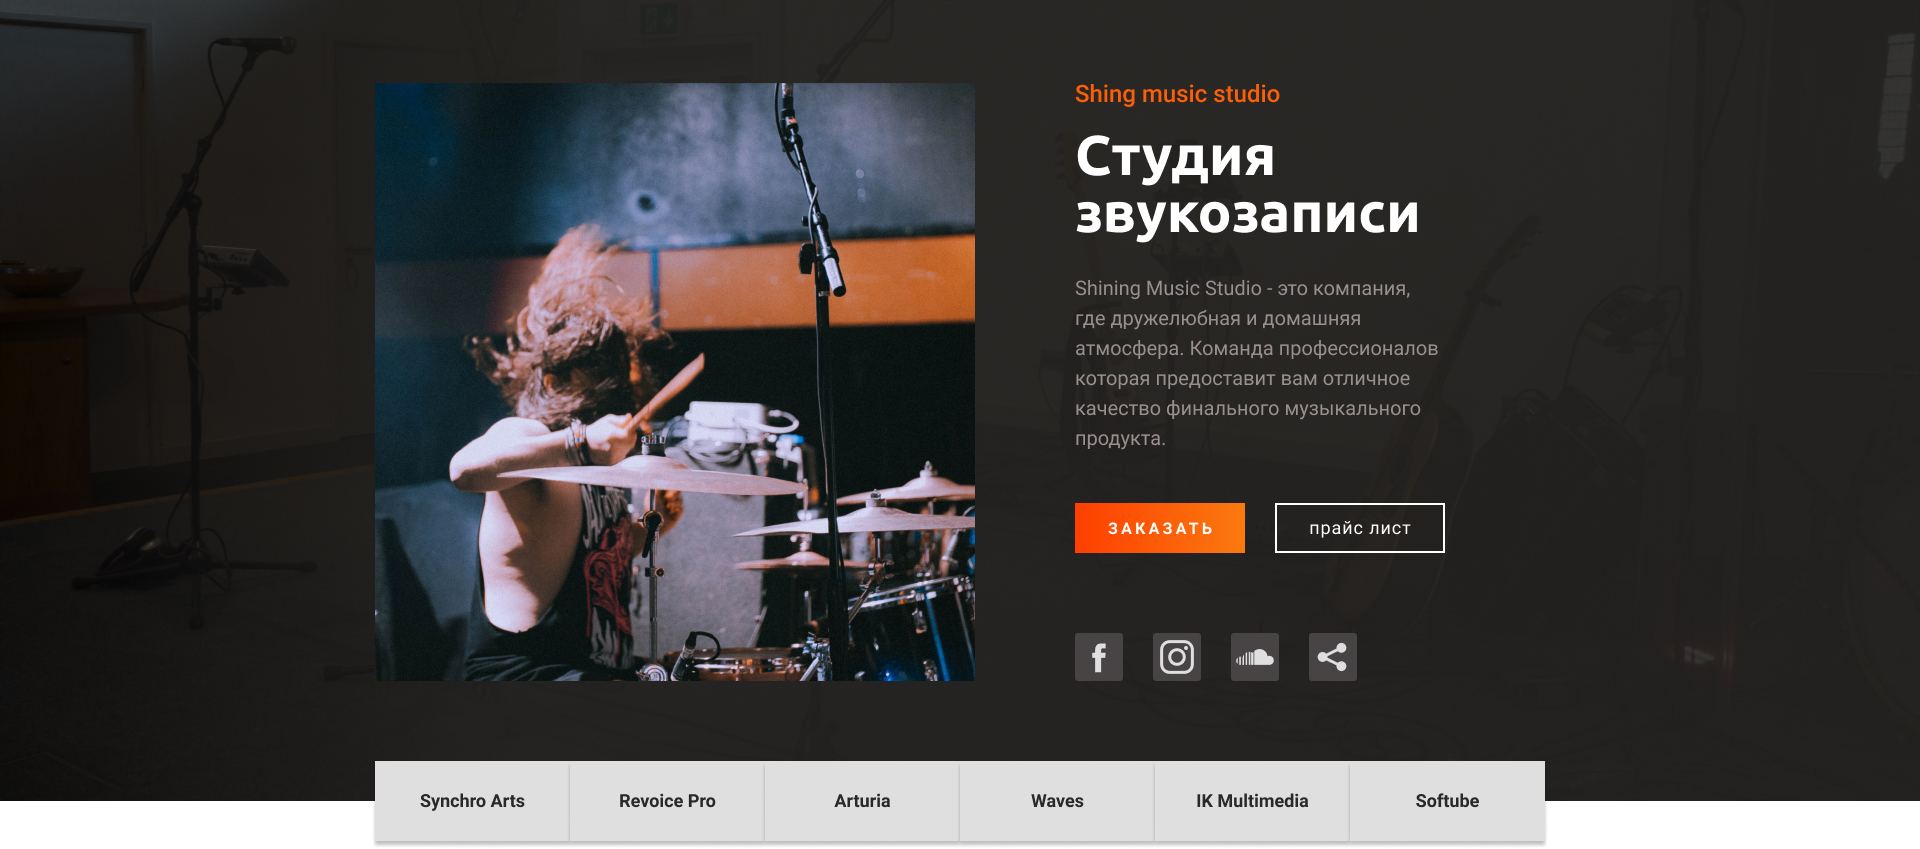 Shing music studio
Студия
звукозаписи
Shining Music Studio - это компания,
где дружелюбная и домашняя
атмосфера. Команда профессионалов
которая предоставит вам отличное
качество финального музыкального
продукта.
ЗАКАЗАТЬ
прайс лист
Synchro Arts
Revoice Pro
Arturia
Waves
IK Multimedia
Softube